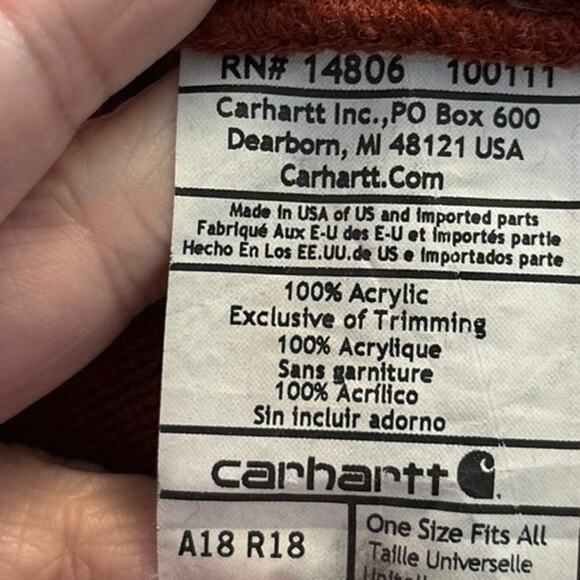 RN# 14806 100111
Carhartt Inc.,PO Box 600
Dearborn, MI 48121 USA
Carhartt.Com
Made in USA of US and Imported parts
Fabriqué Aux E-U des E-U et importés partie
Hecho En Los EE.UU.de US e Importados parte
100% Acrylic
Exclusive of Trimming
100% Acrylique
Sans garniture
100% Acrílico
Sin incluir adorno
carhartt
A18 R18
One Size Fits All
Taille Universelle